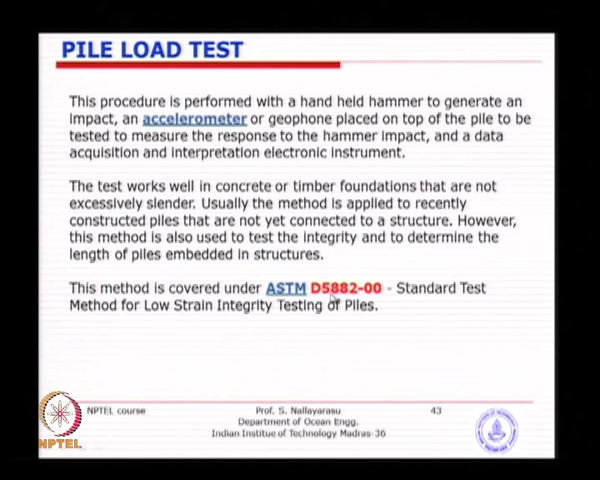 PILE LOAD TEST
This procedure is performed with a hand held hammer to generate an
impact, an accelerometer or geophone placed on top of the pile to be
tested to measure the response to the hammer impact, and a data
acquisition and interpretation electronic instrument.
The test works well in concrete or timber foundations that are not
excessively slender. Usually the method is applied to recently
constructed piles that are not yet connected to a structure. However,
this method is also used to test the integrity and to determine the
length of piles embedded in structures.
This method is covered under ASTM D5882-00 - Standard Test
Method for Low Strain Integrity Testing of Piles.
NPTEL course
Prof. S. Nallayarasu
Department of Ocean Engg.
Indian Institue of Technology Madras-36
43
NPTEL